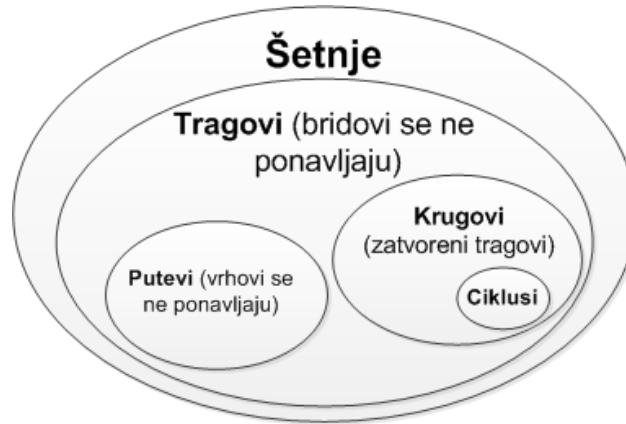 Šetnje
Tragovi (bridovi se ne
ponavljaju)
Krugovi
(zatvoreni tragovi)
Putevi (vrhovi se
ne ponavljaju)
Ciklusi